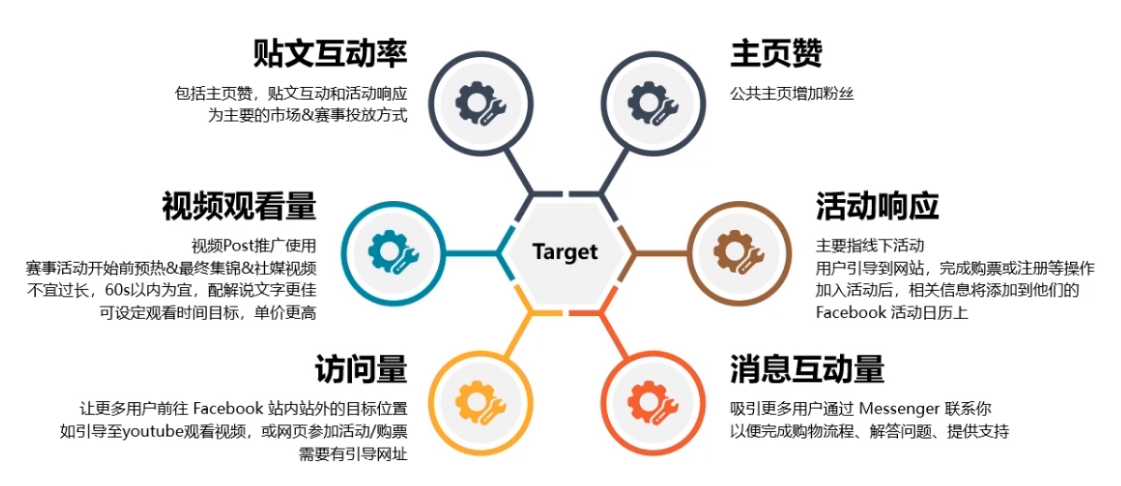 贴文互动率
包括主页赞，贴文互动和活动响应
为主要的市场&赛事投放方式
主页赞
公共主页增加粉丝
视频观看量
视频Post推广使用
赛事活动开始前预热&最终集锦&社媒视频
不宜过长，60s以内为宜，配解说文字更佳
可设定观看时间目标，单价更高
Target
活动响应
主要指线下活动
用户引导到网站，完成购票或注册等操作
加入活动后，相关信息将添加到他们的
Facebook 活动日历上
访问量
让更多用户前往 Facebook 站内站外的目标位置
如引导至youtube观看视频，或网页参加活动/购票
需要有引导网址
消息互动量
吸引更多用户通过 Messenger 联系你
以便完成购物流程、解答问题、提供支持